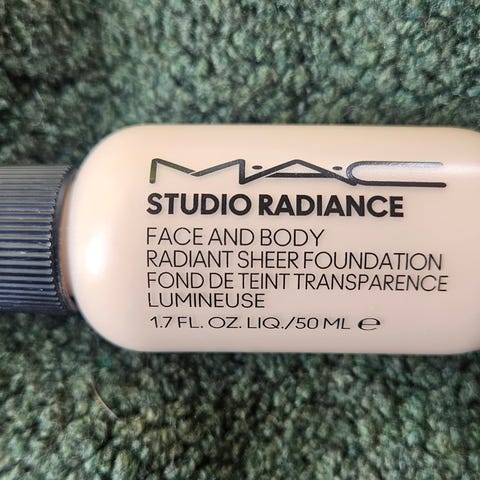 M·A·C
STUDIO RADIANCE
FACE AND BODY
RADIANT SHEER FOUNDATION
FOND DE TEINT TRANSPARENCE
LUMINEUSE
1.7 FL. OZ. LIQ./50 ML ℮